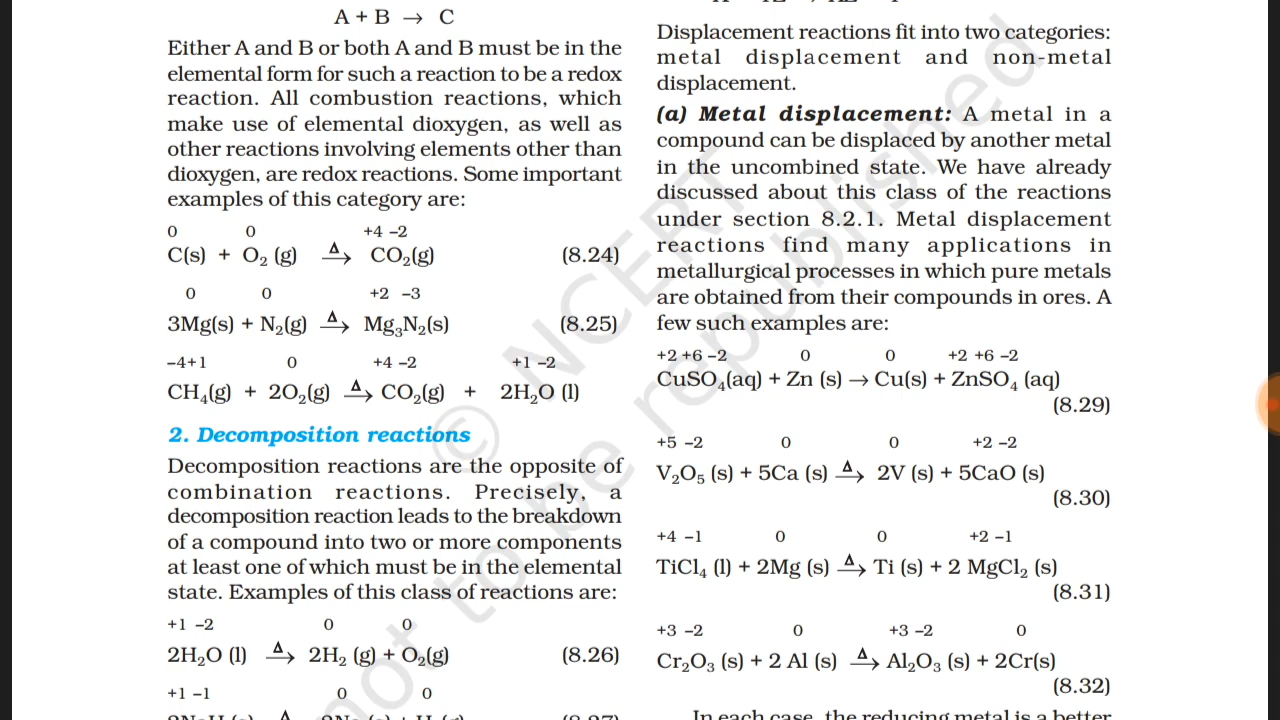 A + B → C
Either A and B or both A and B must be in the
elemental form for such a reaction to be a redox
reaction. All combustion reactions, which
make use of elemental dioxygen, as well as
other reactions involving elements other than
dioxygen, are redox reactions. Some important
examples of this category are:
0 0 +4 –2
C(s) + O₂ (g) —Δ→ CO₂(g) (8.24)
0 0 +2 –3
3Mg(s) + N₂(g) —Δ→ Mg₃N₂(s) (8.25)
–4+1 0 +4 –2 +1 –2
CH₄(g) + 2O₂(g) —Δ→ CO₂(g) + 2H₂O (l)
2. Decomposition reactions
Decomposition reactions are the opposite of
combination reactions. Precisely, a
decomposition reaction leads to the breakdown
of a compound into two or more components
at least one of which must be in the elemental
state. Examples of this class of reactions are:
+1 –2 0 0
2H₂O (l) —Δ→ 2H₂ (g) + O₂(g) (8.26)
+1 –1 0 0
Displacement reactions fit into two categories:
metal displacement and non-metal
displacement.
(a) Metal displacement: A metal in a
compound can be displaced by another metal
in the uncombined state. We have already
discussed about this class of the reactions
under section 8.2.1. Metal displacement
reactions find many applications in
metallurgical processes in which pure metals
are obtained from their compounds in ores. A
few such examples are:
+2 +6 –2 0 0 +2 +6 –2
CuSO₄(aq) + Zn (s) → Cu(s) + ZnSO₄ (aq)
(8.29)
+5 –2 0 0 +2 –2
V₂O₅ (s) + 5Ca (s) —Δ→ 2V (s) + 5CaO (s)
(8.30)
+4 –1 0 0 +2 –1
TiCl₄ (l) + 2Mg (s) —Δ→ Ti (s) + 2 MgCl₂ (s)
(8.31)
+3 –2 0 +3 –2 0
Cr₂O₃ (s) + 2 Al (s) —Δ→ Al₂O₃ (s) + 2Cr(s)
(8.32)
In each case, the reducing metal is a better
© NCERT
not to be republished